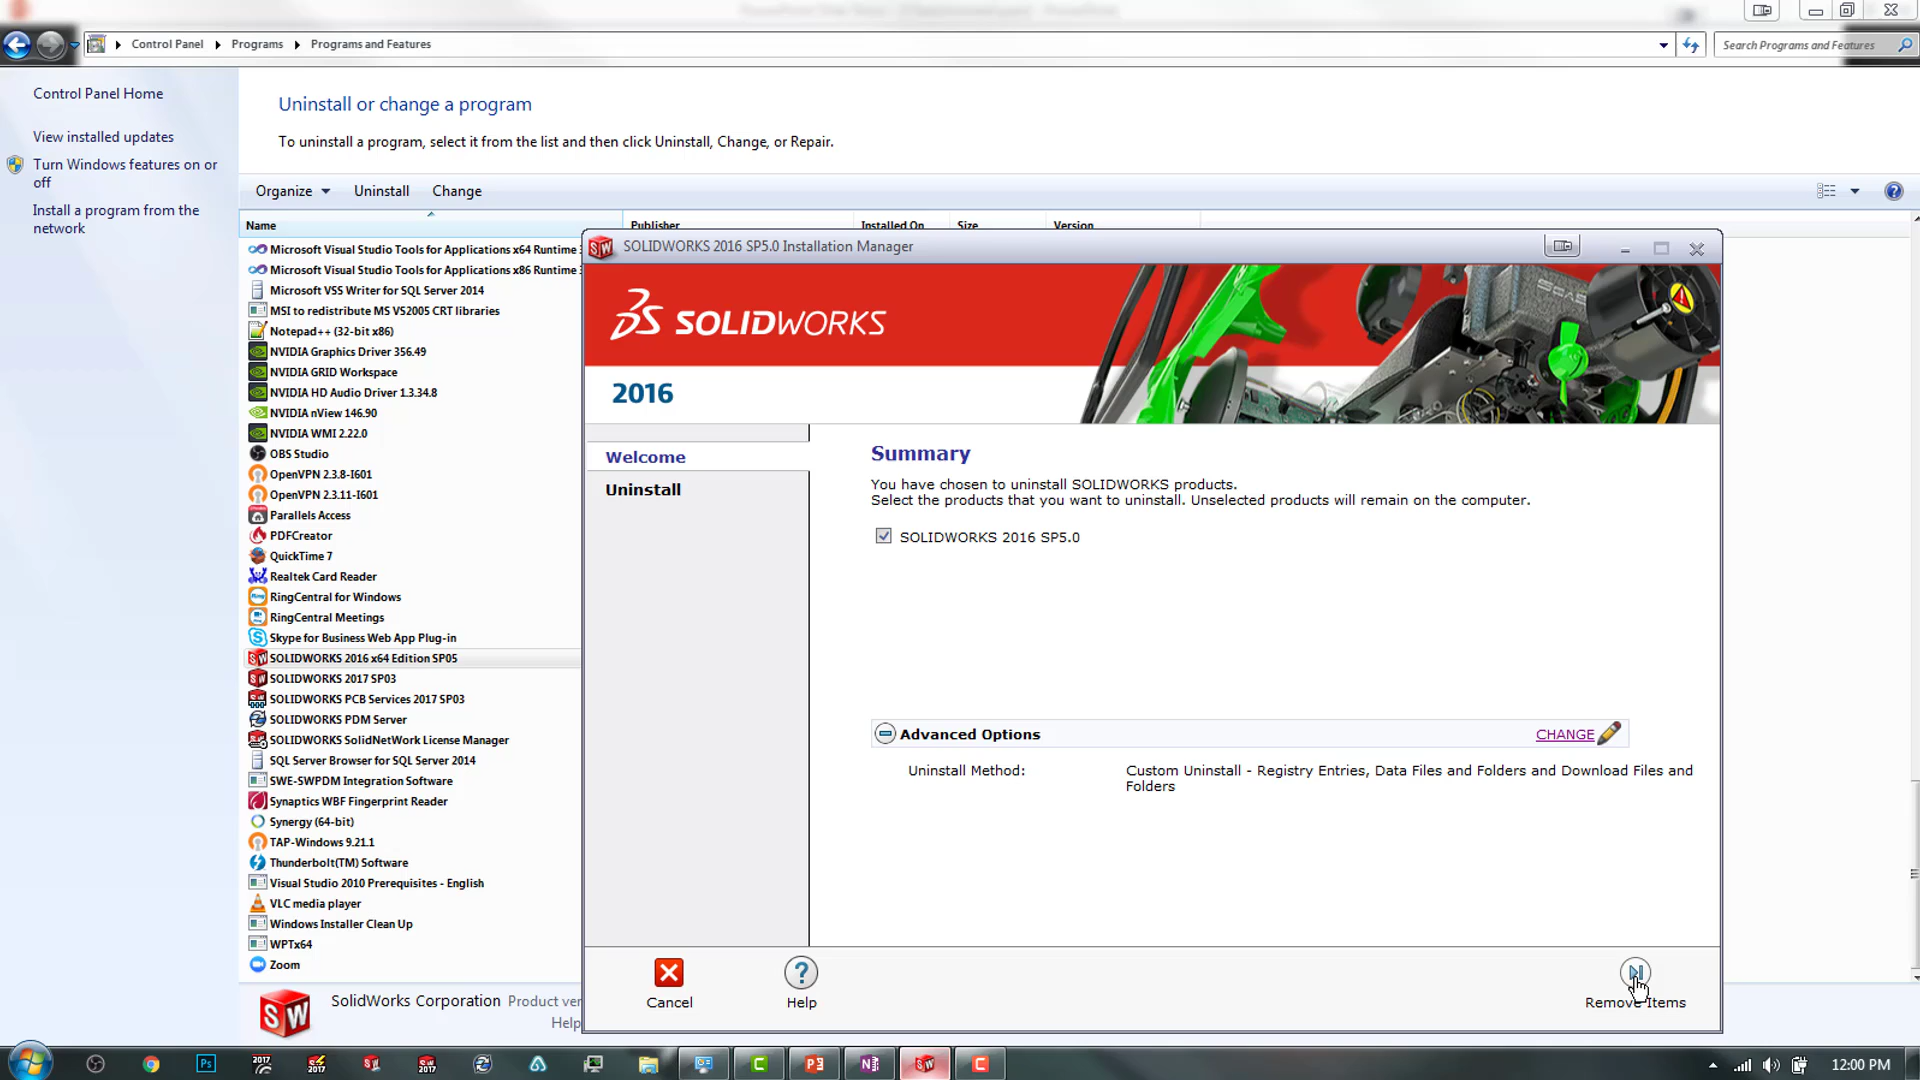 Control Panel
Programs
Programs and Features
Search Programs and Features
Control Panel Home
View installed updates
Turn Windows features on or
off
Install a program from the
network
Uninstall or change a program
To uninstall a program, select it from the list and then click Uninstall, Change, or Repair.
Organize
Uninstall
Change
Name
Publisher
Installed On
Size
Version
Microsoft Visual Studio Tools for Applications x64 Runtime
Microsoft Visual Studio Tools for Applications x86 Runtime
Microsoft VSS Writer for SQL Server 2014
MSI to redistribute MS VS2005 CRT libraries
Notepad++ (32-bit x86)
NVIDIA Graphics Driver 356.49
NVIDIA GRID Workspace
NVIDIA HD Audio Driver 1.3.34.8
NVIDIA nView 146.90
NVIDIA WMI 2.22.0
OBS Studio
OpenVPN 2.3.8-I601
OpenVPN 2.3.11-I601
Parallels Access
PDFCreator
QuickTime 7
Realtek Card Reader
RingCentral for Windows
RingCentral Meetings
Skype for Business Web App Plug-in
SOLIDWORKS 2016 x64 Edition SP05
SOLIDWORKS 2017 SP03
SOLIDWORKS PCB Services 2017 SP03
SOLIDWORKS PDM Server
SOLIDWORKS SolidNetWork License Manager
SQL Server Browser for SQL Server 2014
SWE-SWPDM Integration Software
Synaptics WBF Fingerprint Reader
Synergy (64-bit)
TAP-Windows 9.21.1
Thunderbolt(TM) Software
Visual Studio 2010 Prerequisites - English
VLC media player
Windows Installer Clean Up
WPTx64
Zoom
SolidWorks Corporation
Product ver
Help
SOLIDWORKS 2016 SP5.0 Installation Manager
SOLIDWORKS
2016
Welcome
Uninstall
Summary
You have chosen to uninstall SOLIDWORKS products.
Select the products that you want to uninstall. Unselected products will remain on the computer.
SOLIDWORKS 2016 SP5.0
Advanced Options
CHANGE
Uninstall Method:
Custom Uninstall - Registry Entries, Data Files and Folders and Download Files and
Folders
Cancel
Help
Remove Items
12:00 PM